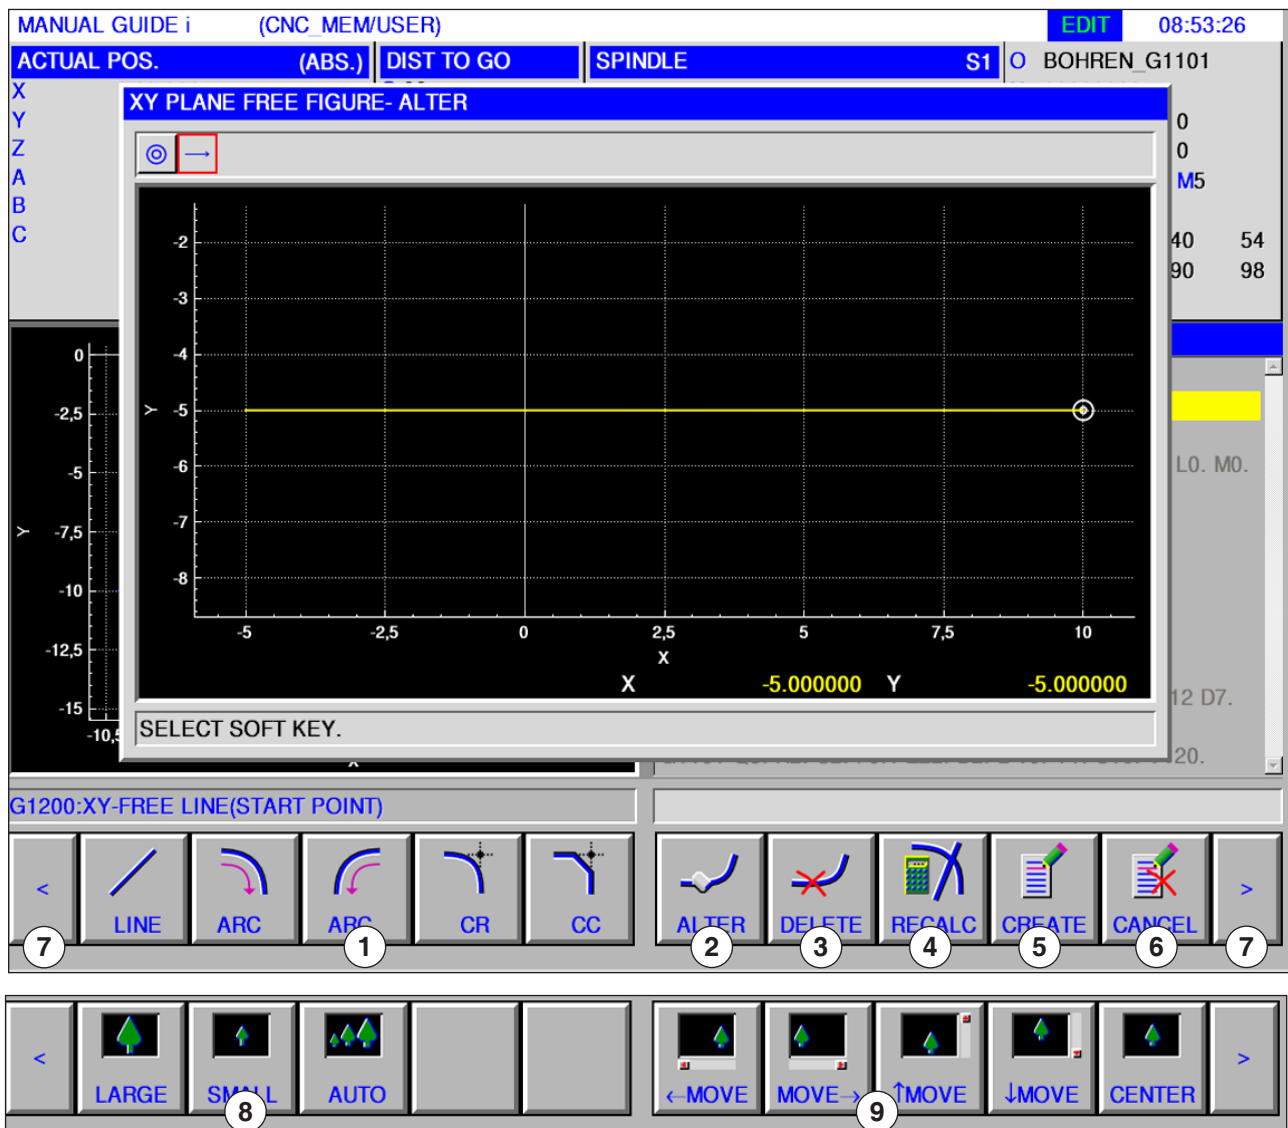 MANUAL GUIDE i (CNC_MEM/USER) EDIT 08:53:26
ACTUAL POS. (ABS.) DIST TO GO SPINDLE S1 O BOHREN_G1101
X
Y
Z
A
B
C
XY PLANE FREE FIGURE- ALTER
0
0
M5
40 54
90 98
-2
-3
-4
Y -5
-6
-7
-8
-5 -2,5 0 2,5 5 7,5 10
X
X -5.000000 Y -5.000000
SELECT SOFT KEY.
0
-2,5
-5
Y -7,5
-10
-12,5
-15
-10,5
L0. M0.
12 D7.
20.
G1200:XY-FREE LINE(START POINT)
< LINE ARC ARC CR CC ALTER DELETE RECALC CREATE CANCEL >
7 1 2 3 4 5 6 7
< LARGE SMALL AUTO ←MOVE MOVE→ ↑MOVE ↓MOVE CENTER >
8 9